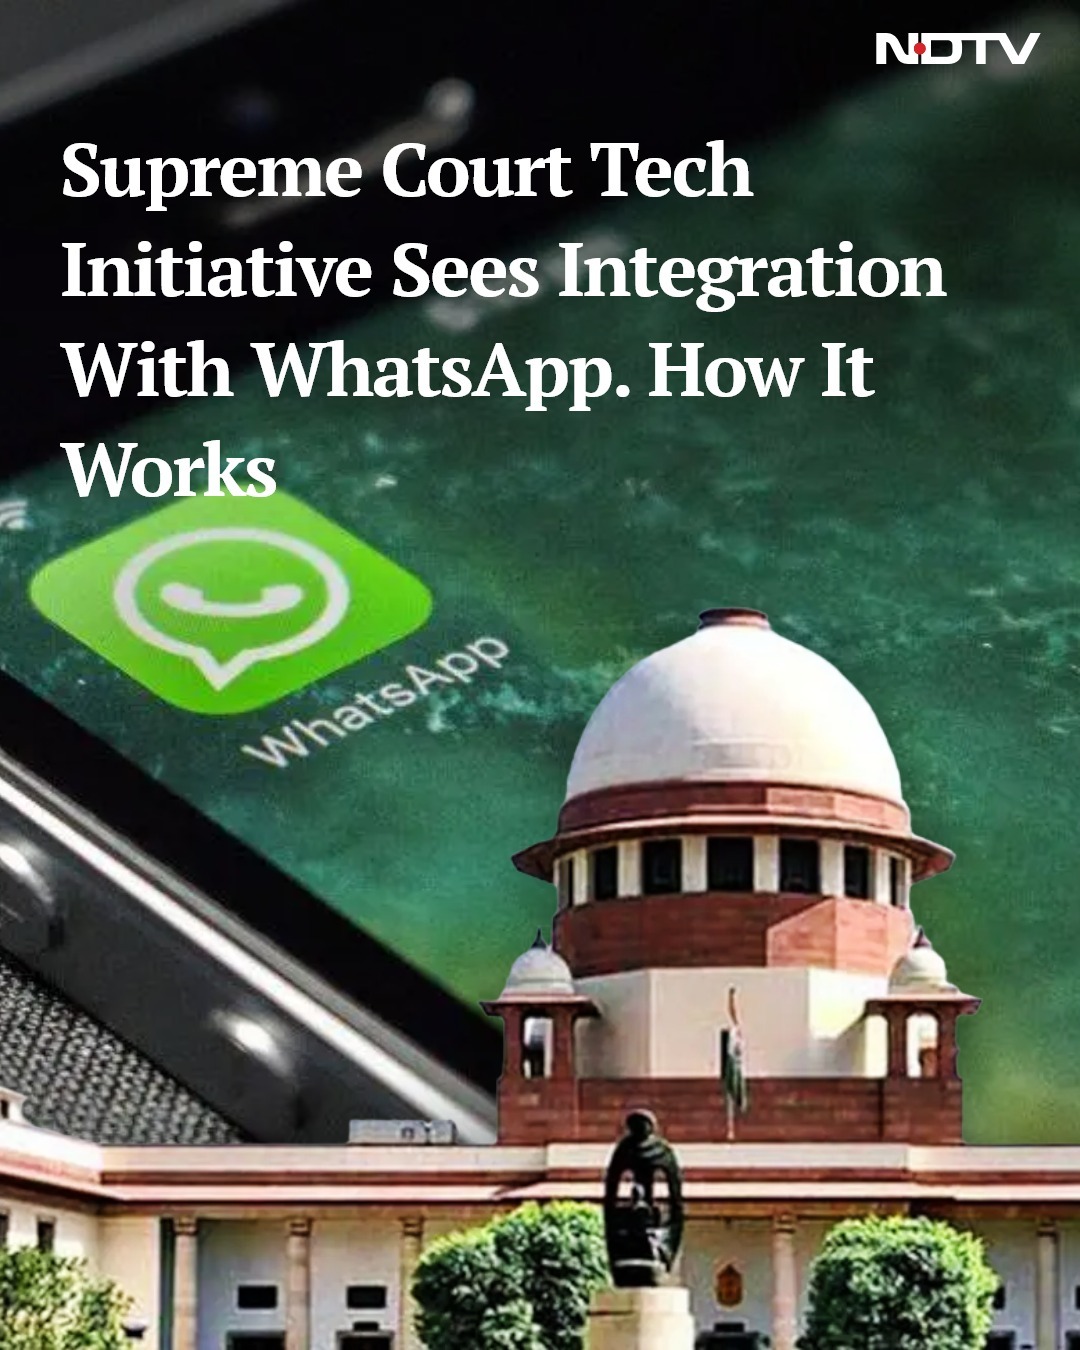 NDTV
Supreme Court Tech
Initiative Sees Integration
With WhatsApp. How It
Works
WhatsApp